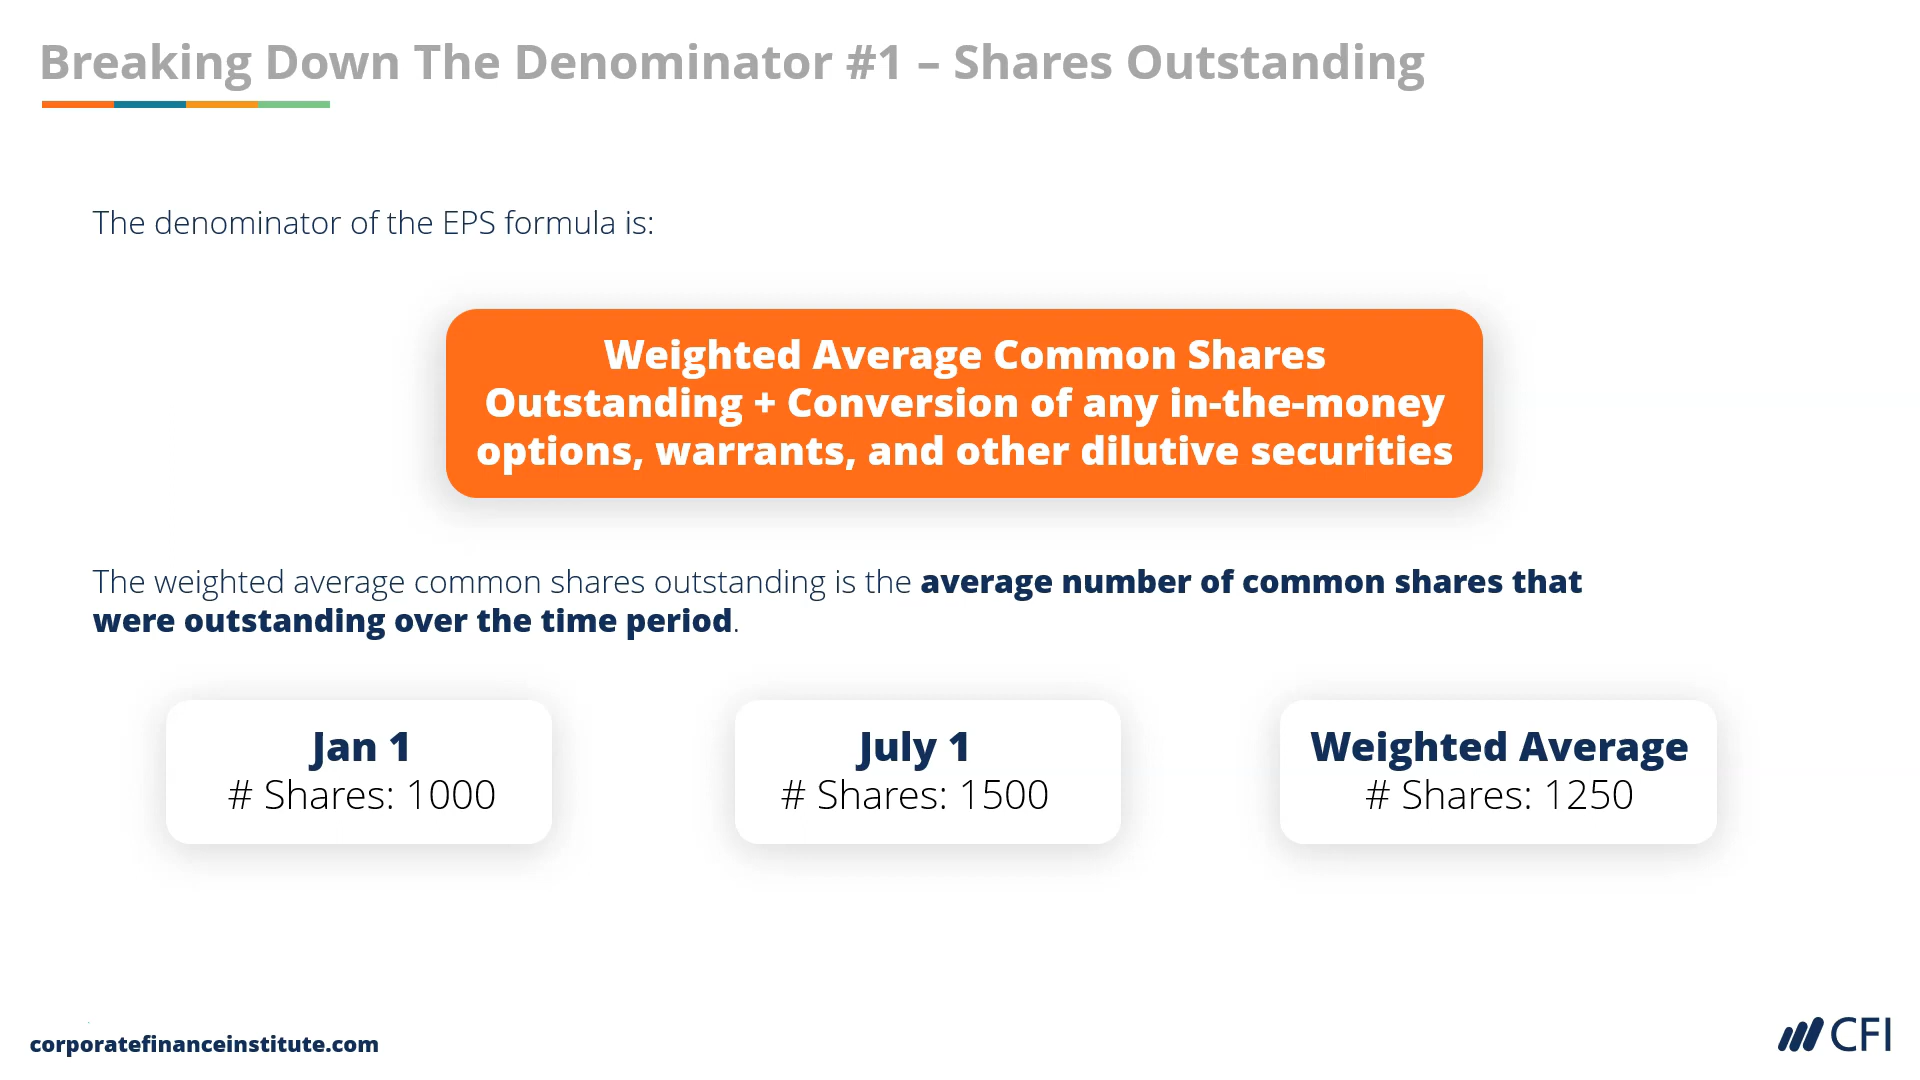 Breaking Down The Denominator #1 – Shares Outstanding
The denominator of the EPS formula is:
Weighted Average Common Shares
Outstanding + Conversion of any in-the-money
options, warrants, and other dilutive securities
The weighted average common shares outstanding is the average number of common shares that
were outstanding over the time period.
Jan 1
# Shares: 1000
July 1
# Shares: 1500
Weighted Average
# Shares: 1250
corporatefinanceinstitute.com
CFI